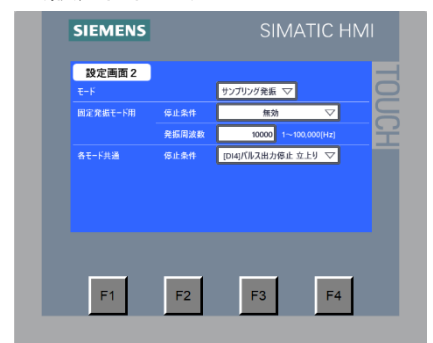 SIEMENS
SIMATIC HMI
TOUCH
設定画面2
モード サンプリング発振 ▽
固定発振モード用 停止条件 無効 ▽
発振周波数 10000 1~100,000[Hz]
各モード共通 停止条件 [DI4]パルス出力停止 立上り ▽
F1 F2 F3 F4